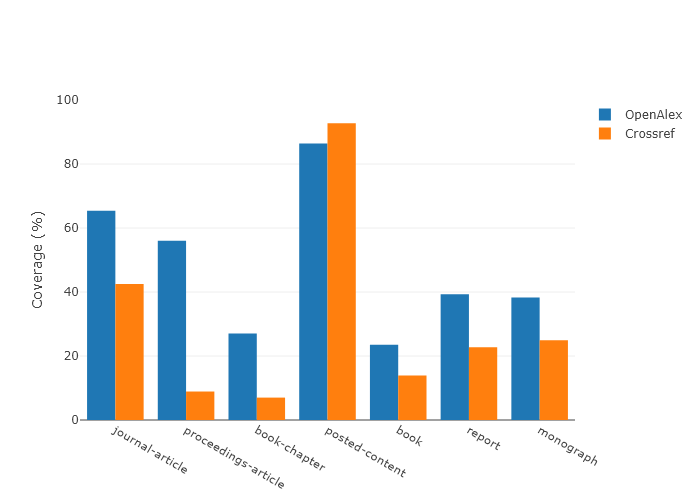 100
80
60
40
20
0
Coverage (%)
journal-article
proceedings-article
book-chapter
posted-content
book
report
monograph
OpenAlex
Crossref